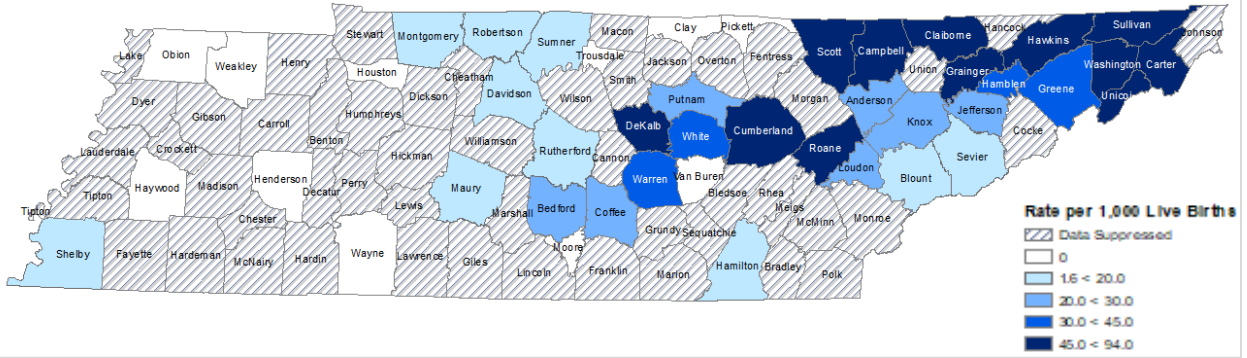 Stewart
Montgomery
Robertson
Sumner
Macon
Clay
Pickett
Scott
Campbell
Claiborne
Hancock
Hawkins
Sullivan
Johnson
Lake
Obion
Weakley
Henry
Houston
Trousdale
Jackson
Overton
Fentress
Union
Grainger
Washington
Carter
Cheatham
Smith
Hamblen
Greene
Unicoi
Dyer
Gibson
Carroll
Benton
Humphreys
Dickson
Davidson
Wilson
Putnam
Morgan
Anderson
Knox
Jefferson
Cocke
Lauderdale
Crockett
Hickman
Williamson
Rutherford
Cannon
DeKalb
White
Cumberland
Roane
Loudon
Blount
Sevier
Tipton
Tipton
Haywood
Madison
Henderson
Decatur
Perry
Lewis
Maury
Marshall
Bedford
Coffee
Warren
Van Buren
Bledsoe
Rhea
Meigs
McMinn
Monroe
Shelby
Fayette
Hardeman
Chester
McNairy
Hardin
Wayne
Lawrence
Giles
Lincoln
Moore
Franklin
Grundy
Sequatchie
Marion
Hamilton
Bradley
Polk
Rate per 1,000 Live Births
Data Suppressed
0
1.6 < 20.0
20.0 < 30.0
30.0 < 45.0
45.0 < 94.0